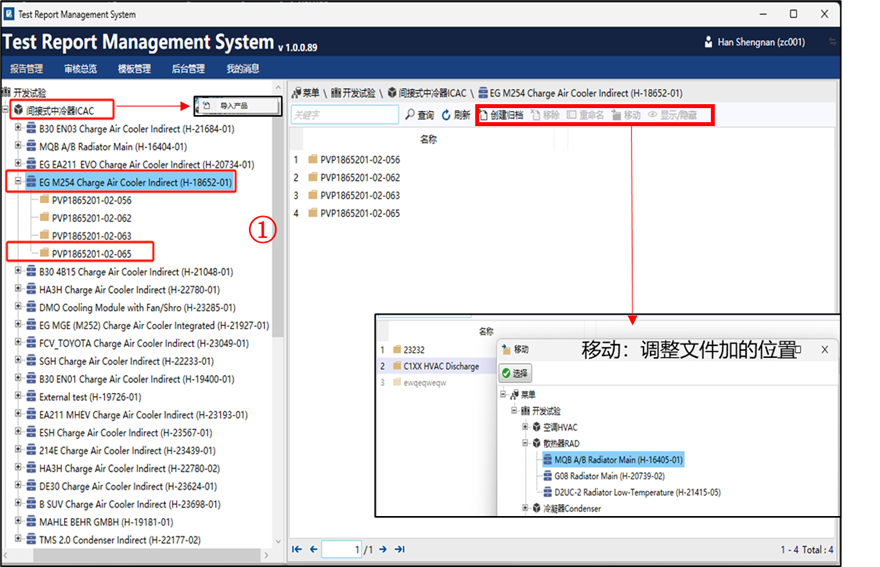 Test Report Management System
Test Report Management System v 1.0.0.89
Han Shengnan (zc001)
报告管理 审核总览 模板管理 后台管理 我的消息
开发试验
间接式中冷器ICAC
导入产品
B30 EN03 Charge Air Cooler Indirect (H-21684-01)
MQB A/B Radiator Main (H-16404-01)
EG EA211 EVO Charge Air Cooler Indirect (H-20734-01)
EG M254 Charge Air Cooler Indirect (H-18652-01)
PVP1865201-02-056
PVP1865201-02-062
PVP1865201-02-063
PVP1865201-02-065
①
B30 4B15 Charge Air Cooler Indirect (H-21048-01)
HA3H Charge Air Cooler Indirect (H-22780-01)
DMO Cooling Module with Fan/Shro (H-23285-01)
EG MGE (M252) Charge Air Cooler Integrated (H-21927-01)
FCV_TOYOTA Charge Air Cooler Indirect (H-23049-01)
SGH Charge Air Cooler Indirect (H-22233-01)
B30 EN01 Charge Air Cooler Indirect (H-19400-01)
External test (H-19726-01)
EA211 MHEV Charge Air Cooler Indirect (H-23193-01)
ESH Charge Air Cooler Indirect (H-23567-01)
214E Charge Air Cooler Indirect (H-23439-01)
HA3H Charge Air Cooler Indirect (H-22780-02)
DE30 Charge Air Cooler Indirect (H-23624-01)
B SUV Charge Air Cooler Indirect (H-23698-01)
MAHLE BEHR GMBH (H-19181-01)
TMS 2.0 Condenser Indirect (H-22177-02)
菜单 \ 开发试验 \ 间接式中冷器ICAC \ EG M254 Charge Air Cooler Indirect (H-18652-01)
关键字 查询 刷新 创建归档 移除 重命名 移动 显示/隐藏
名称
1 PVP1865201-02-056
2 PVP1865201-02-062
3 PVP1865201-02-063
4 PVP1865201-02-065
名称
1 23232
2 C1XX HVAC Discharge
3 ewqeqweqw
移动
移动：调整文件加的位置
选择
菜单
开发试验
空调HVAC
散热器RAD
MQB A/B Radiator Main (H-16405-01)
G08 Radiator Main (H-20739-02)
D2UC-2 Radiator Low-Temperature (H-21415-05)
冷凝器Condenser
1 /1
1 - 4 Total : 4